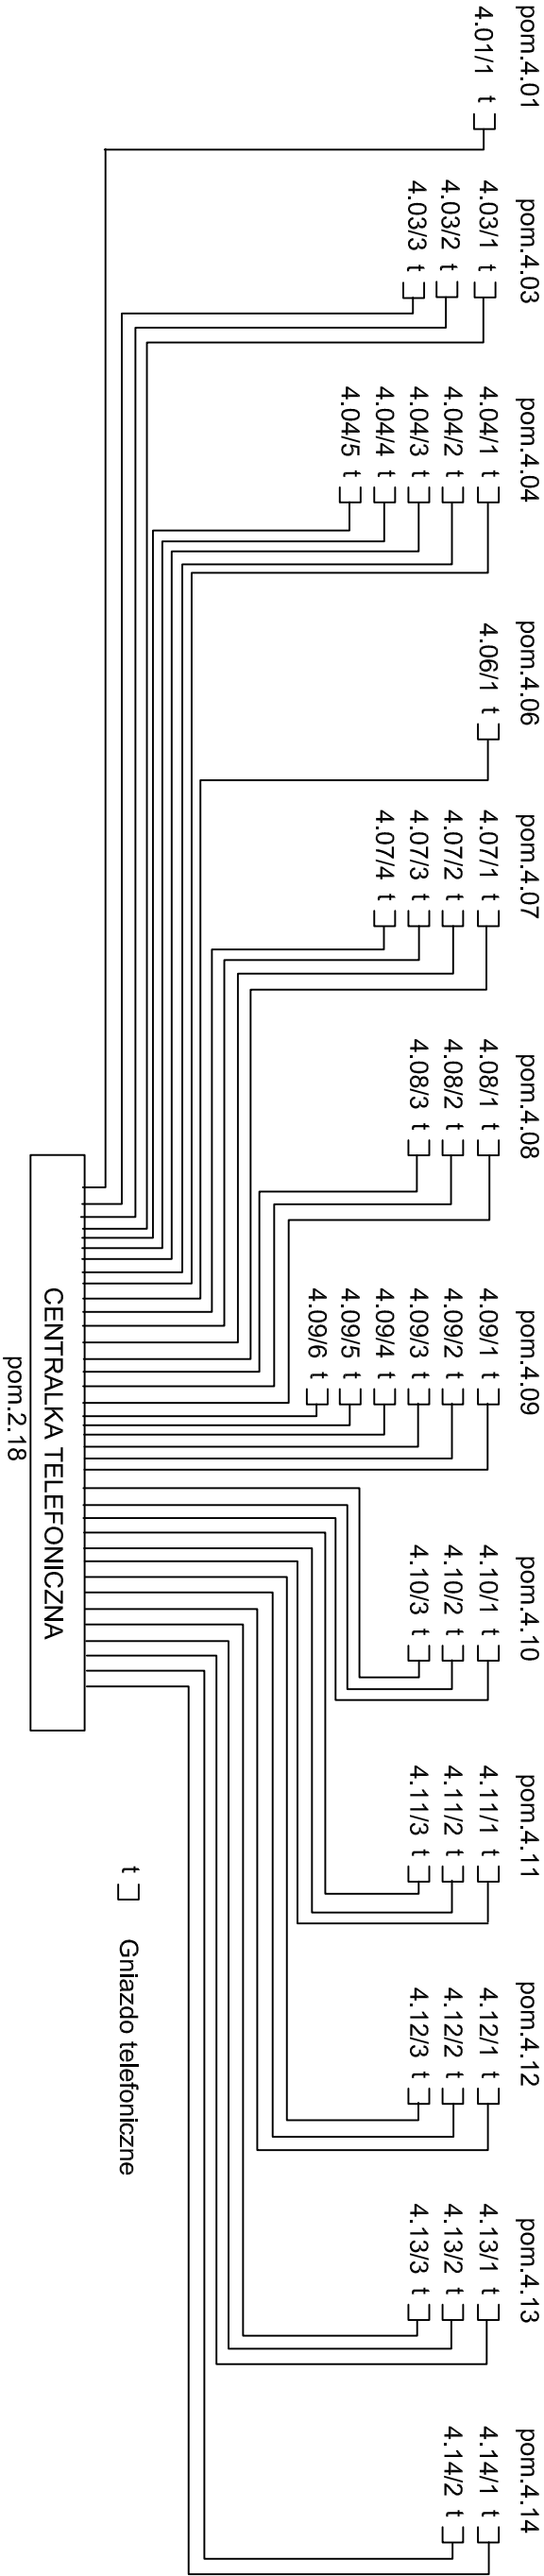 pom.4.01
4.01/1 t
pom.4.03
4.03/1 t
4.03/2 t
4.03/3 t
pom.4.04
4.04/1 t
4.04/2 t
4.04/3 t
4.04/4 t
4.04/5 t
pom.4.06
4.06/1 t
pom.4.07
4.07/1 t
4.07/2 t
4.07/3 t
4.07/4 t
pom.4.08
4.08/1 t
4.08/2 t
4.08/3 t
pom.4.09
4.09/1 t
4.09/2 t
4.09/3 t
4.09/4 t
4.09/5 t
4.09/6 t
pom.4.10
4.10/1 t
4.10/2 t
4.10/3 t
pom.4.11
4.11/1 t
4.11/2 t
4.11/3 t
pom.4.12
4.12/1 t
4.12/2 t
4.12/3 t
pom.4.13
4.13/1 t
4.13/2 t
4.13/3 t
pom.4.14
4.14/1 t
4.14/2 t
t Gniazdo telefoniczne
CENTRALKA TELEFONICZNA
pom.2.18